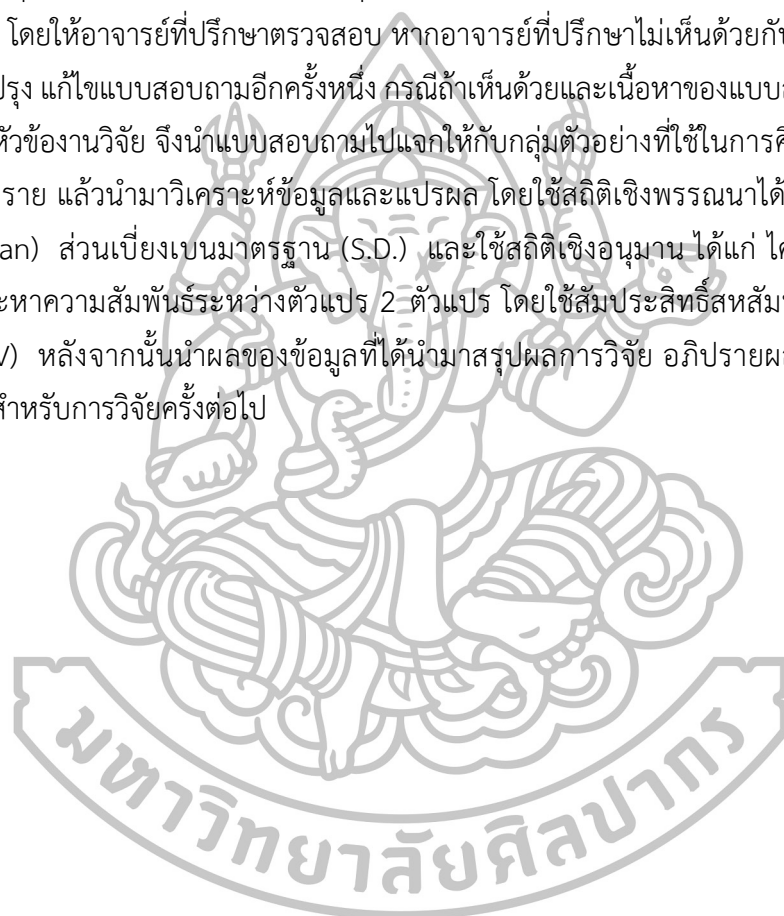 โดยให้อาจารย์ที่ปรึกษาตรวจสอบ หากอาจารย์ที่ปรึกษาไม่เห็นด้วยกั
ปรุง แก้ไขแบบสอบถามอีกครั้งหนึ่ง กรณีถ้าเห็นด้วยและเนื้อหาของแบบ
หัวข้องานวิจัย จึงนำแบบสอบถามไปแจกให้กับกลุ่มตัวอย่างที่ใช้ในการศึ
ราย แล้วนำมาวิเคราะห์ข้อมูลและแปรผล โดยใช้สถิติเชิงพรรณนาได้
an) ส่วนเบี่ยงเบนมาตรฐาน (S.D.) และใช้สถิติเชิงอนุมาน ได้แก่ ไค
ะหาความสัมพันธ์ระหว่างตัวแปร 2 ตัวแปร โดยใช้สัมประสิทธิ์สหสัม
) หลังจากนั้นนำผลของข้อมูลที่ได้นำมาสรุปผลการวิจัย อภิปรายผ
สำหรับการวิจัยครั้งต่อไป
มหาวิทยาลัยศิลปากร